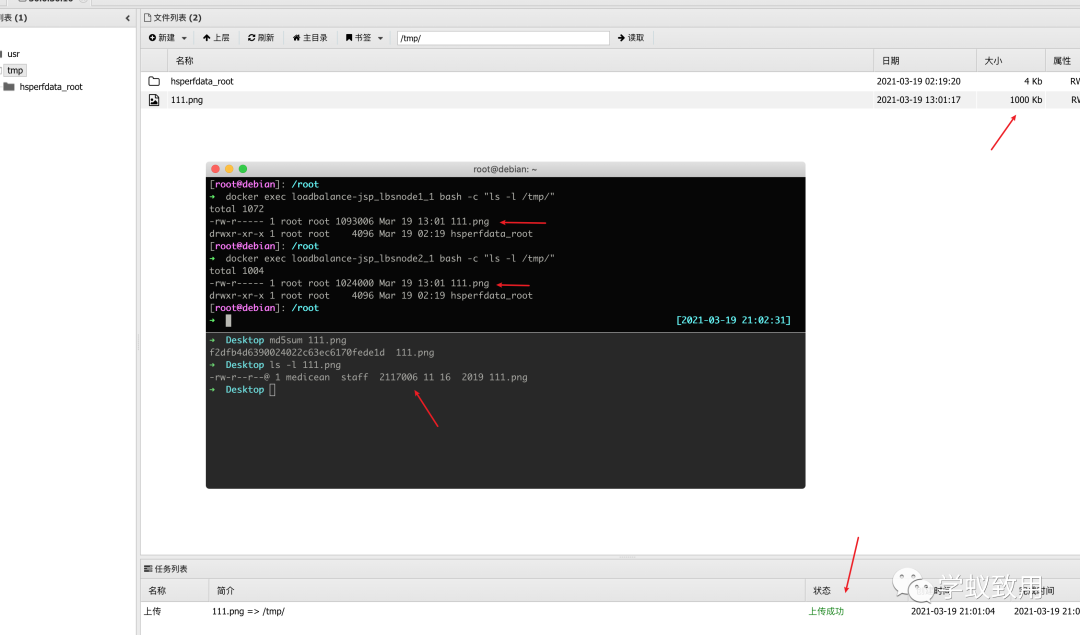 列表 (1)
文件列表 (2)
新建
上层
刷新
主目录
书签
/tmp/
读取
名称 日期 大小 属性
usr
tmp
hsperfdata_root
hsperfdata_root 2021-03-19 02:19:20 4 Kb RW
111.png 2021-03-19 13:01:17 1000 Kb RW
root@debian: ~
[root@debian]: /root
→ docker exec loadbalance-jsp_lbsnode1_1 bash -c "ls -l /tmp/"
total 1072
-rw-r----- 1 root root 1093006 Mar 19 13:01 111.png
drwxr-xr-x 1 root root    4096 Mar 19 02:19 hsperfdata_root
[root@debian]: /root
→ docker exec loadbalance-jsp_lbsnode2_1 bash -c "ls -l /tmp/"
total 1004
-rw-r----- 1 root root 1024000 Mar 19 13:01 111.png
drwxr-xr-x 1 root root    4096 Mar 19 02:19 hsperfdata_root
[root@debian]: /root
→ [2021-03-19 21:02:31]
→ Desktop md5sum 111.png
f2dfb4d6390024022c63ec6170fede1d  111.png
→ Desktop ls -l 111.png
-rw-r--r--@ 1 medicean  staff  2117006 11 16  2019 111.png
→ Desktop
任务列表
名称 简介 状态 时间 时间
上传 111.png => /tmp/ 上传成功 2021-03-19 21:01:04 2021-03-19 21:0
学蚁致用